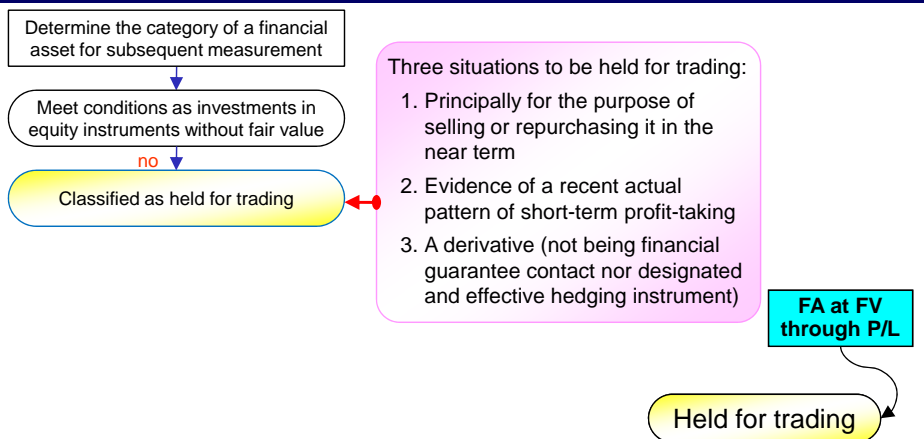 Determine the category of a financial
asset for subsequent measurement
Meet conditions as investments in
equity instruments without fair value
no
Classified as held for trading
Three situations to be held for trading:
1. Principally for the purpose of
selling or repurchasing it in the
near term
2. Evidence of a recent actual
pattern of short-term profit-taking
3. A derivative (not being financial
guarantee contact nor designated
and effective hedging instrument)
FA at FV
through P/L
Held for trading